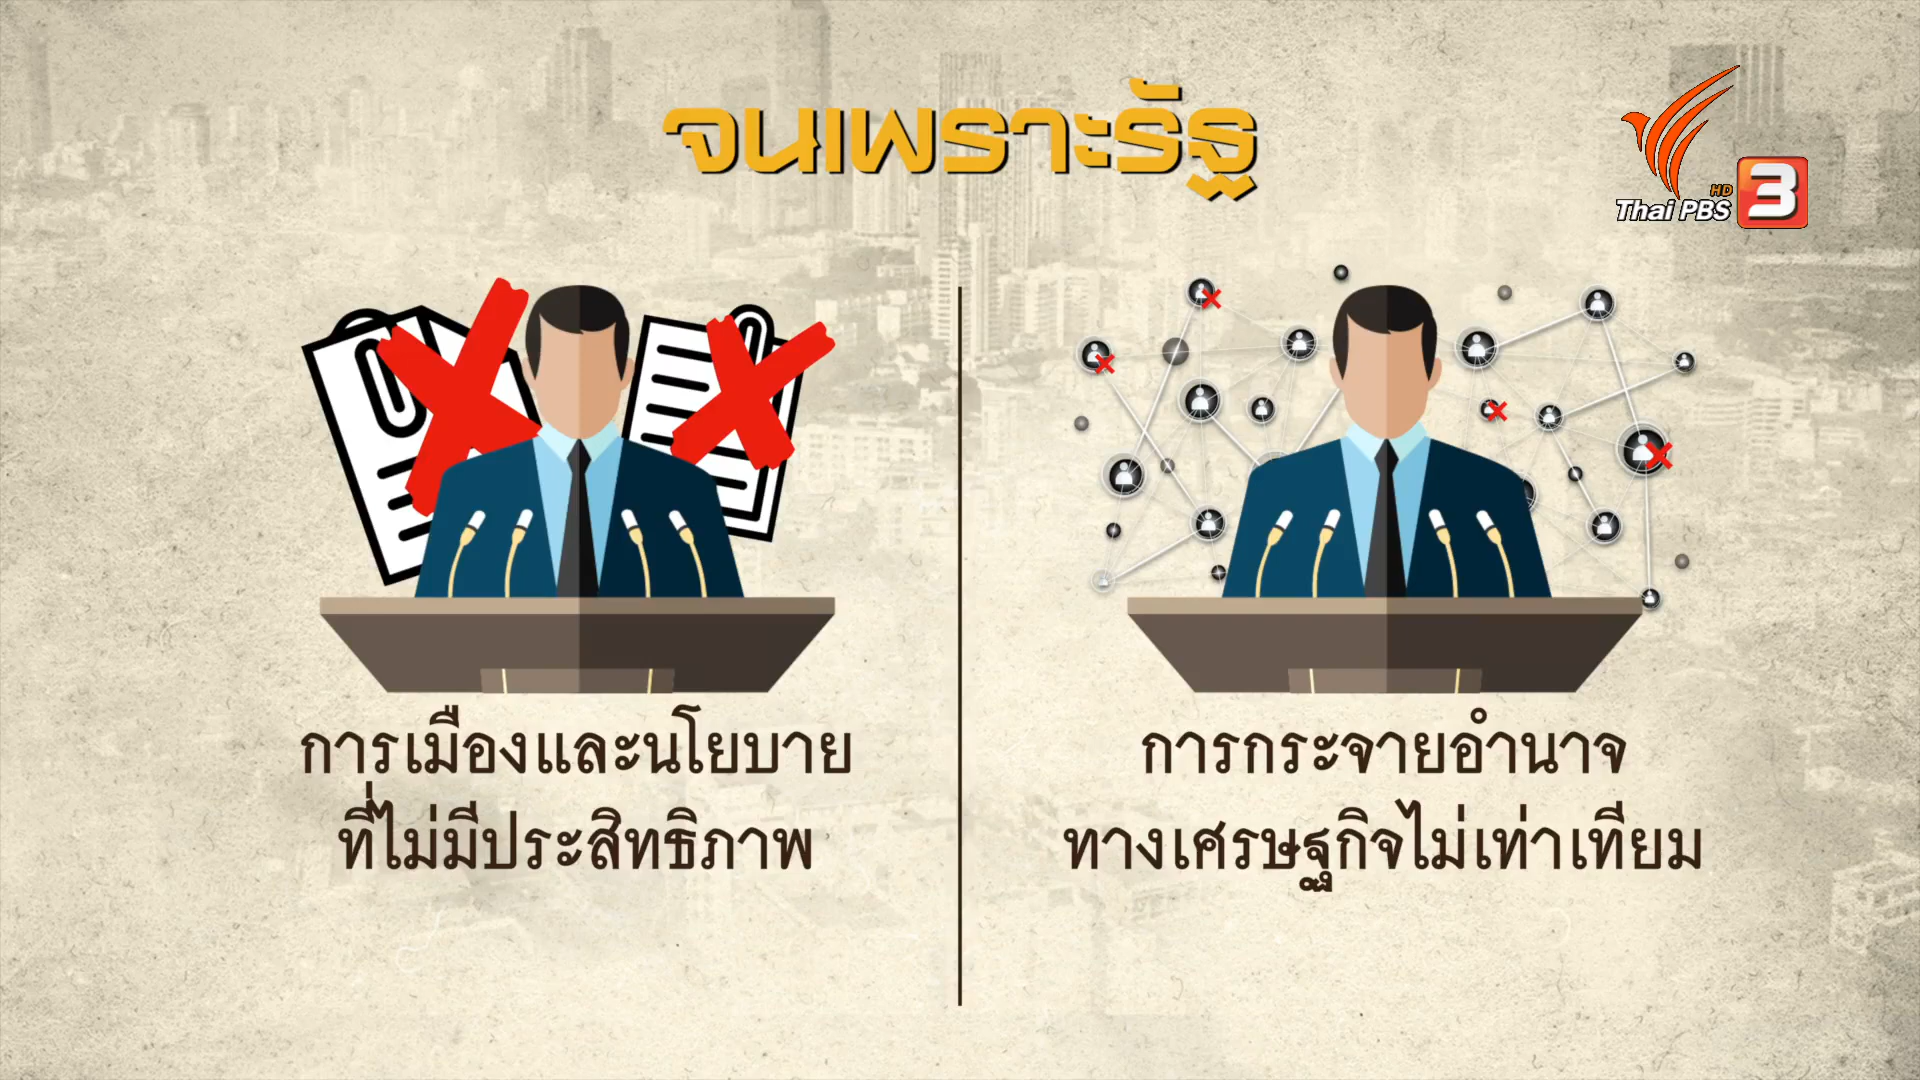 จนเพราะรัฐ
HD
Thai PBS 3
การเมืองและนโยบาย
ที่ไม่มีประสิทธิภาพ
การกระจายอำนาจ
ทางเศรษฐกิจไม่เท่าเทียม